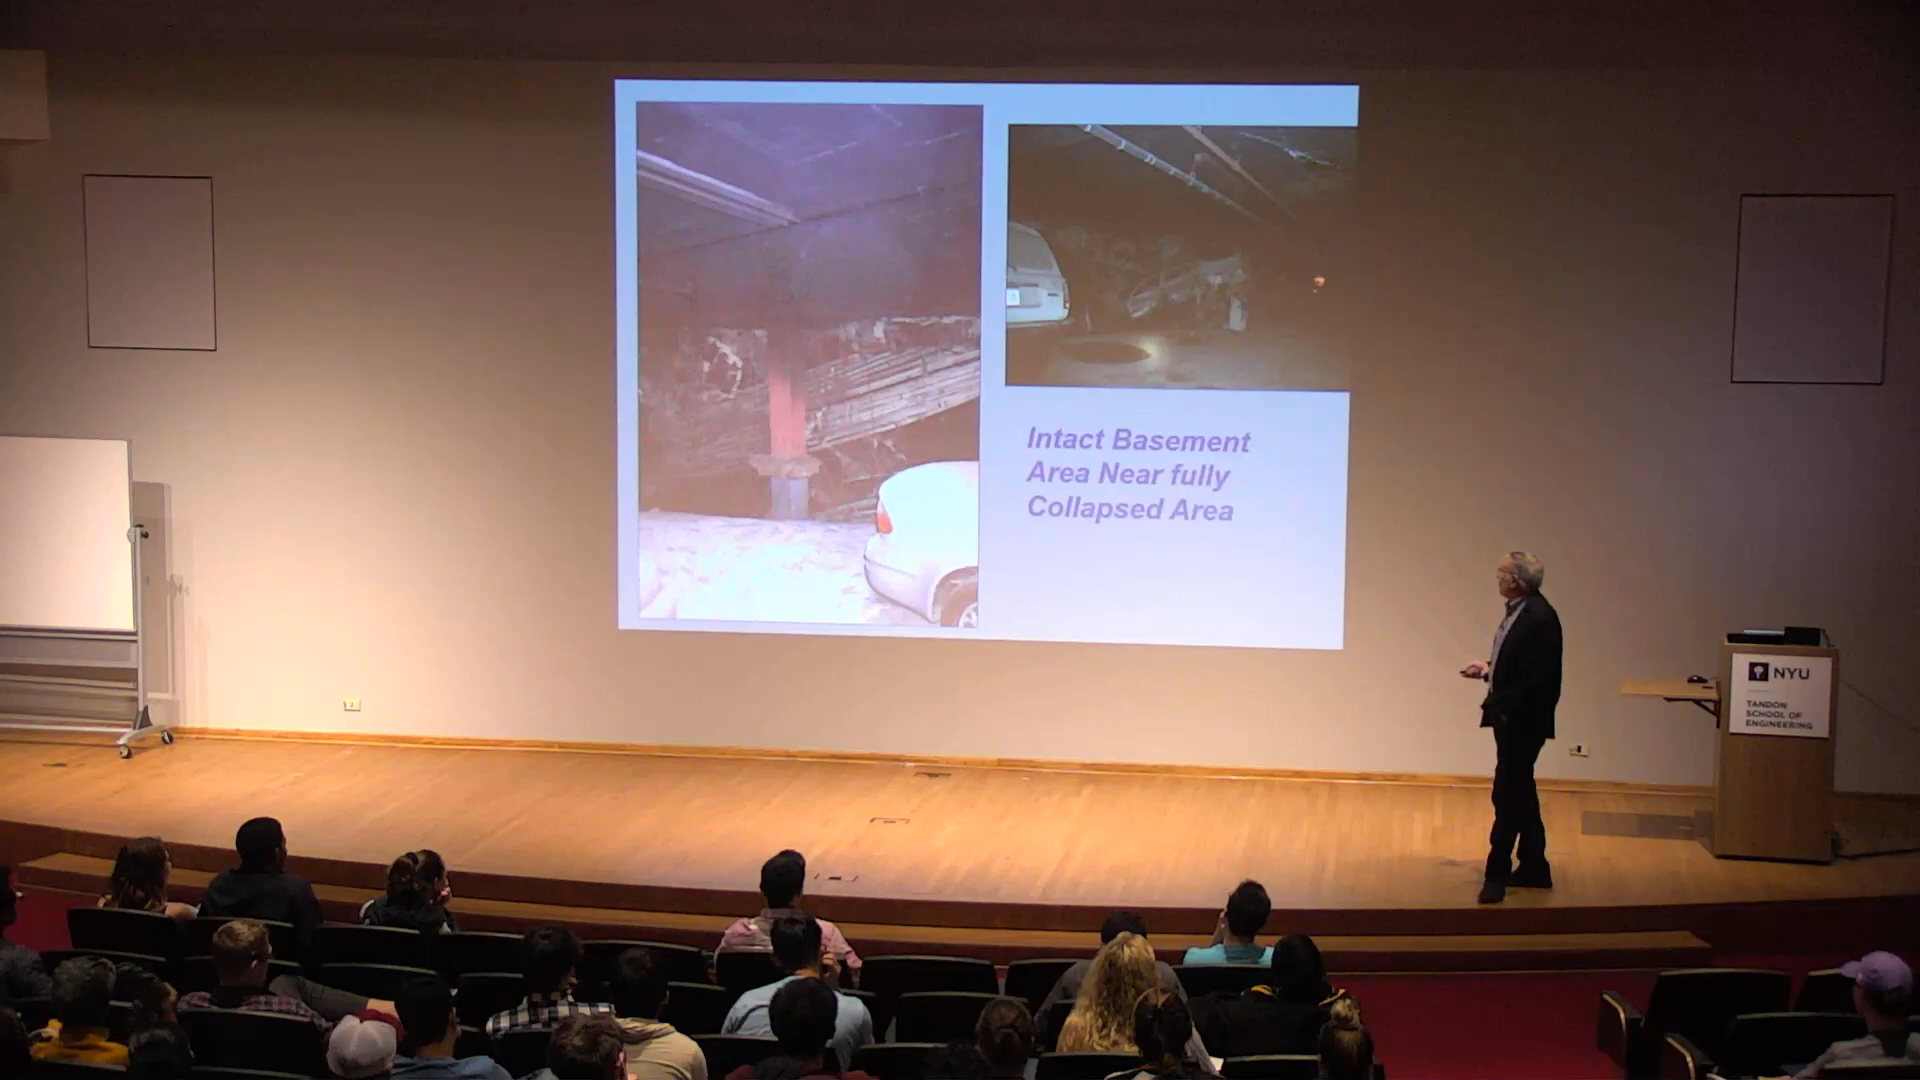 Intact Basement
Area Near fully
Collapsed Area
NYU
TANDON
SCHOOL OF
ENGINEERING